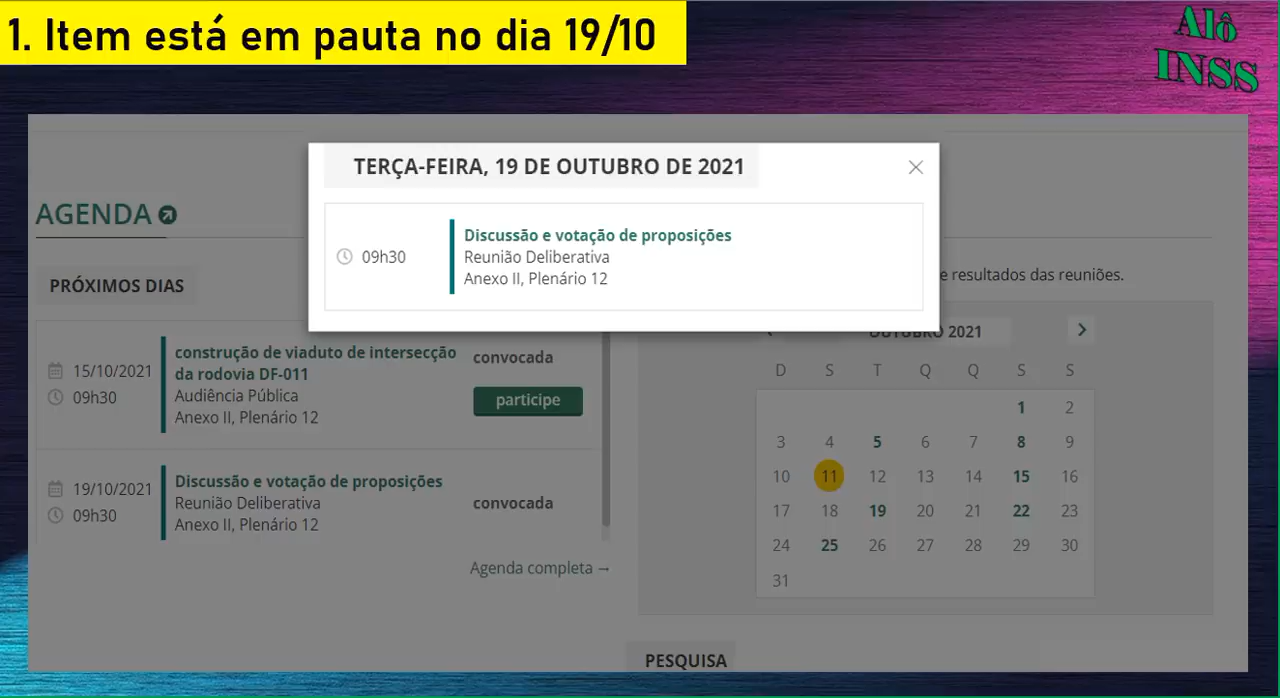 1. Item está em pauta no dia 19/10
Alô
INSS
TERÇA-FEIRA, 19 DE OUTUBRO DE 2021
09h30
Discussão e votação de proposições
Reunião Deliberativa
Anexo II, Plenário 12
AGENDA
PRÓXIMOS DIAS
15/10/2021
09h30
construção de viaduto de intersecção
da rodovia DF-011
Audiência Pública
Anexo II, Plenário 12
convocada
participe
19/10/2021
09h30
Discussão e votação de proposições
Reunião Deliberativa
Anexo II, Plenário 12
convocada
Agenda completa →
e resultados das reuniões.
OUTUBRO 2021
D S T Q Q S S
1 2
3 4 5 6 7 8 9
10 11 12 13 14 15 16
17 18 19 20 21 22 23
24 25 26 27 28 29 30
31
PESQUISA